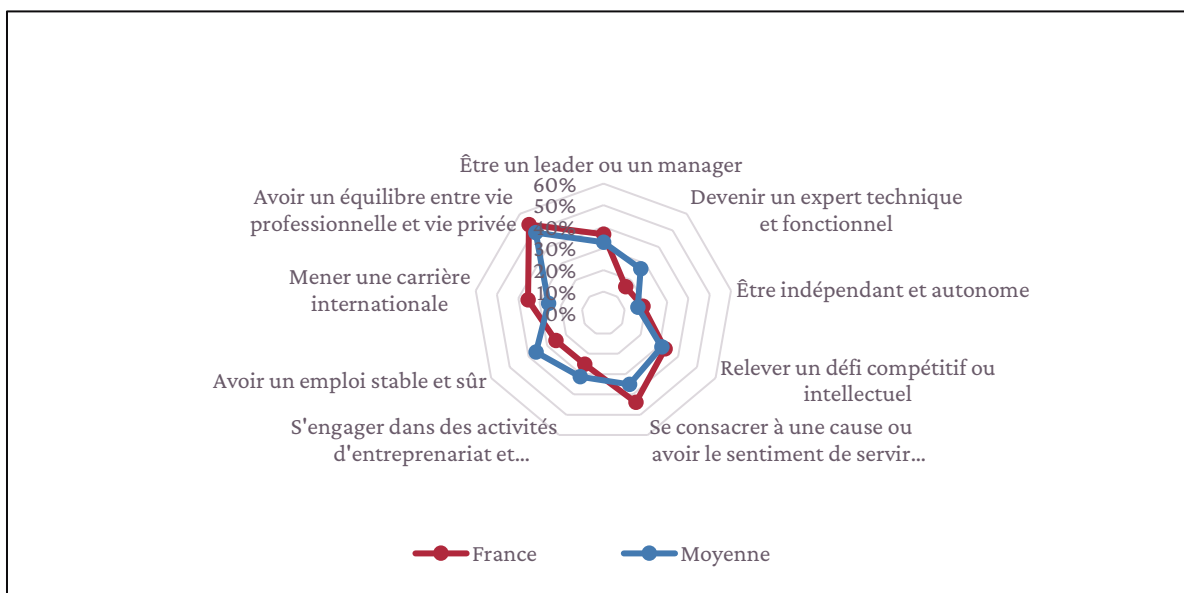 Être un leader ou un manager
Devenir un expert technique
et fonctionnel
Être indépendant et autonome
Relever un défi compétitif ou
intellectuel
Se consacrer à une cause ou
avoir le sentiment de servir…
S'engager dans des activités
d'entreprenariat et…
Avoir un emploi stable et sûr
Mener une carrière
internationale
Avoir un équilibre entre vie
professionnelle et vie privée
60%
50%
40%
30%
20%
10%
0%
France
Moyenne